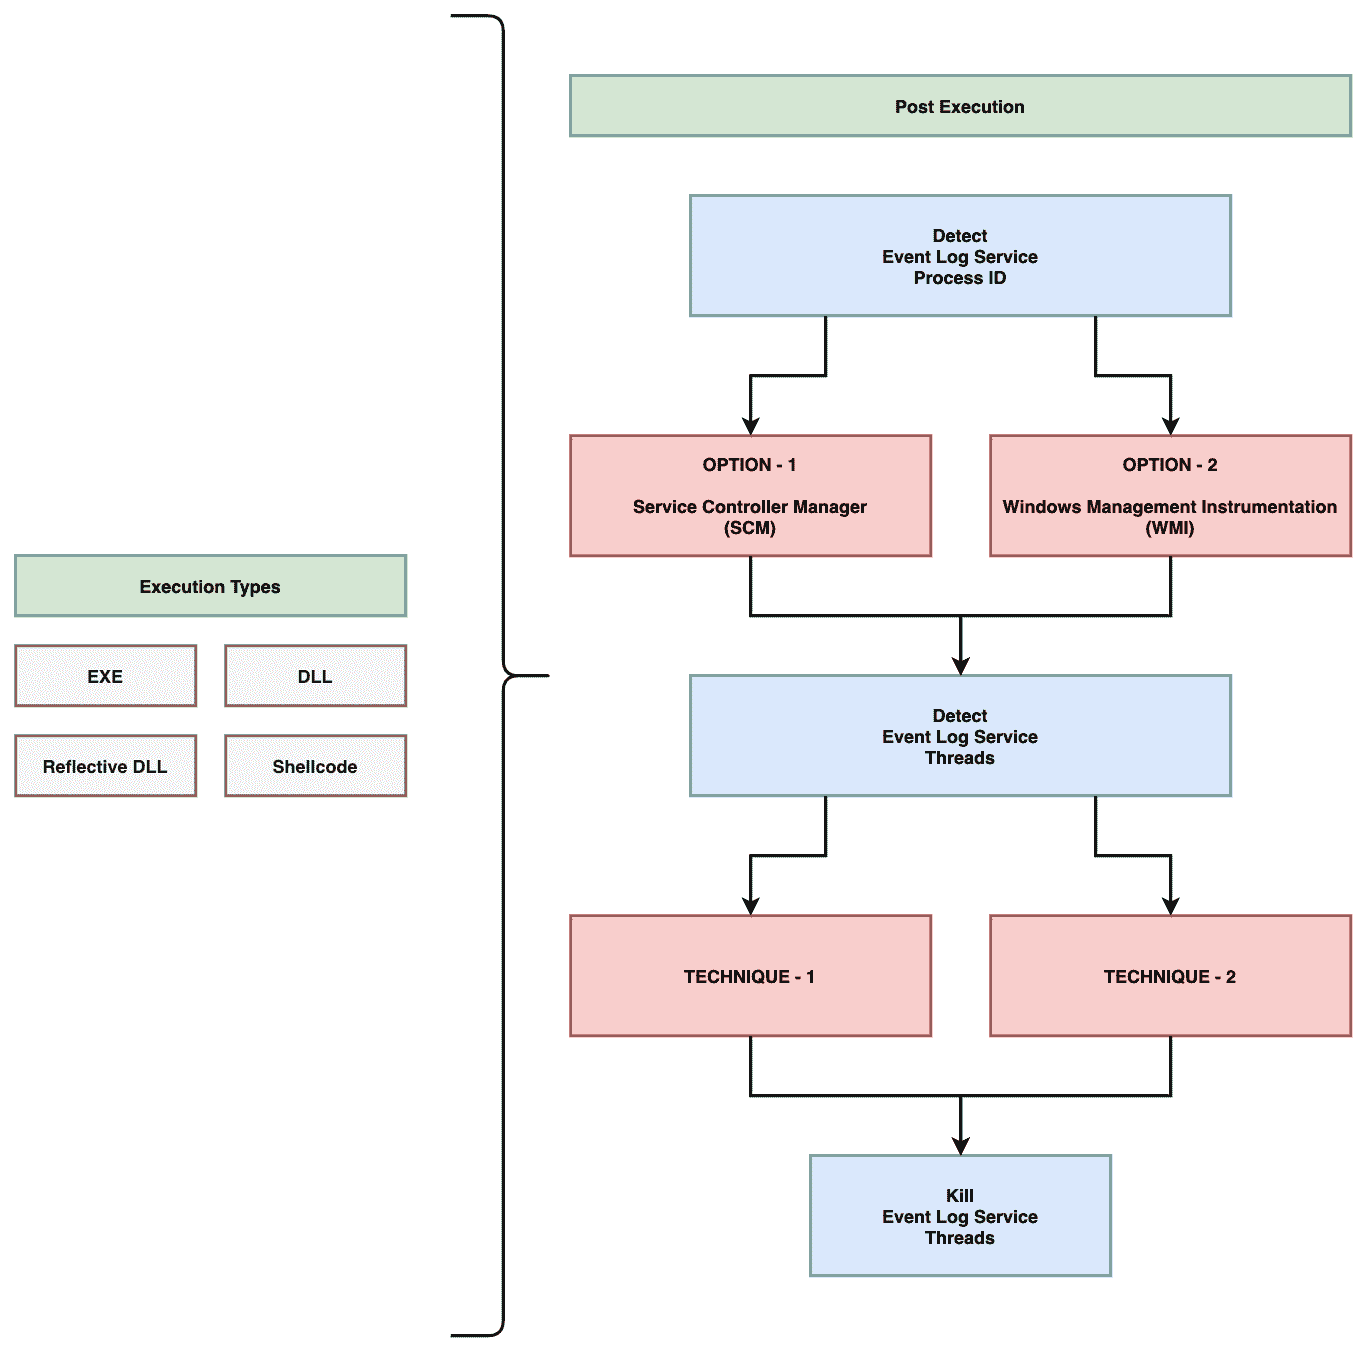 Execution Types
EXE
DLL
Reflective DLL
Shellcode
Post Execution
Detect
Event Log Service
Process ID
OPTION - 1
Service Controller Manager
(SCM)
OPTION - 2
Windows Management Instrumentation
(WMI)
Detect
Event Log Service
Threads
TECHNIQUE - 1
TECHNIQUE - 2
Kill
Event Log Service
Threads